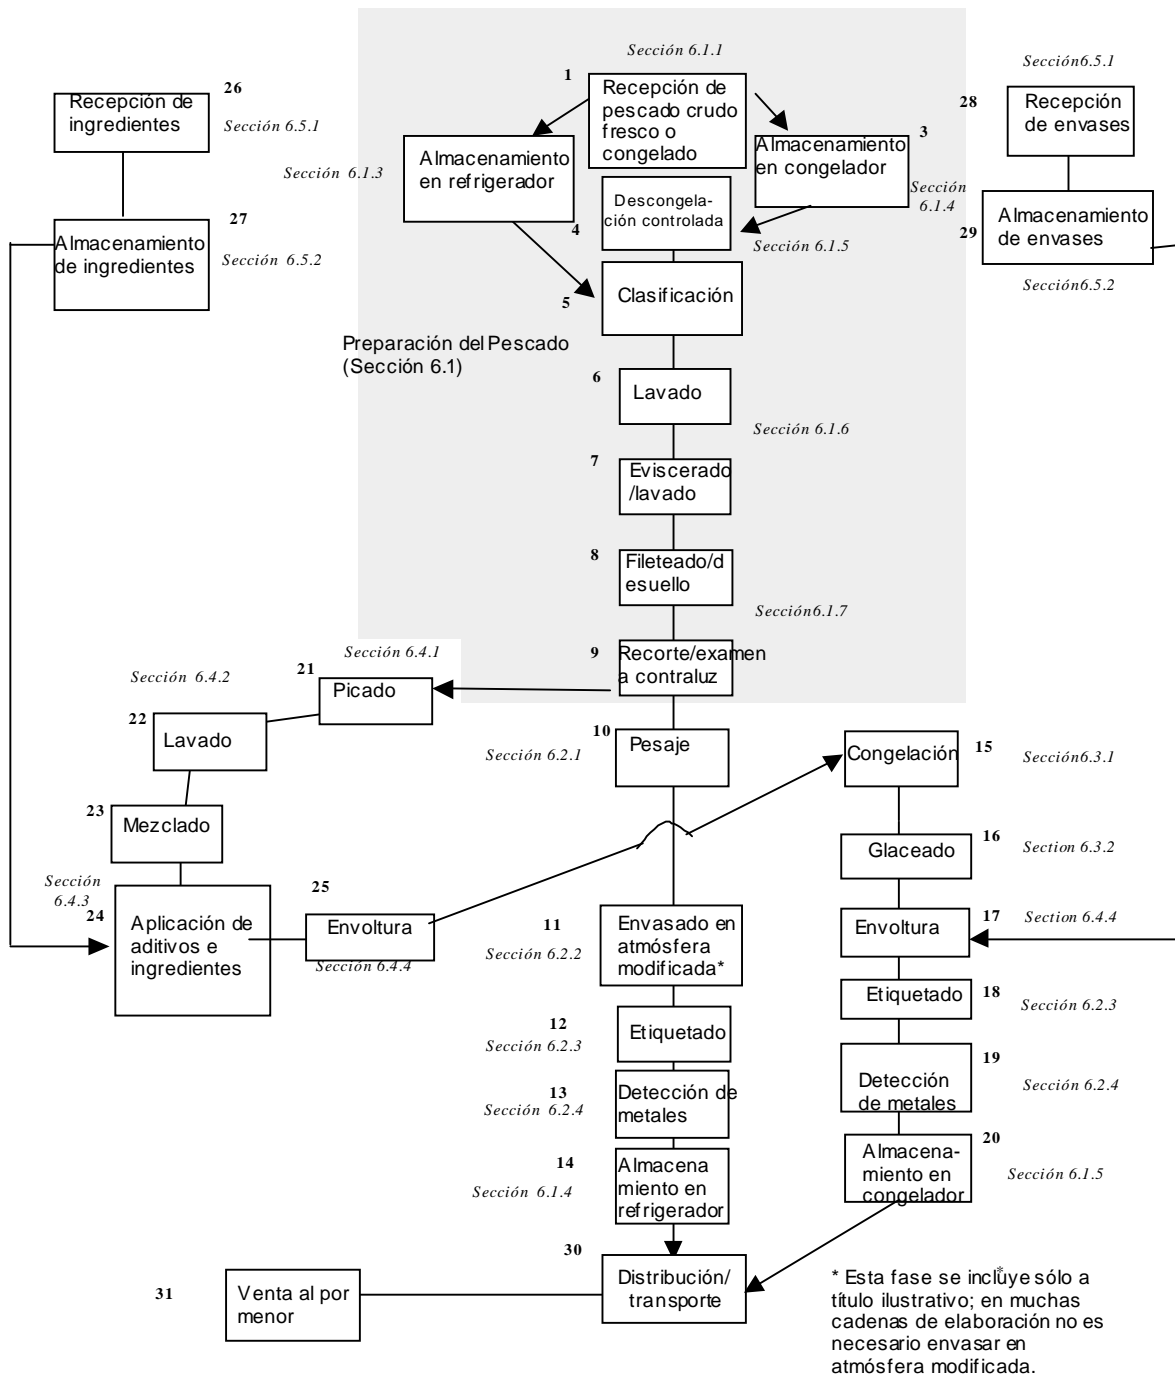 Sección 6.1.1
1
Recepción de
pescado crudo
fresco o
congelado
26
Recepción de
ingredientes
Sección 6.5.1
Sección6.5.1
28
Recepción
de envases
Sección 6.1.3
Almacenamiento
en refrigerador
3
Almacenamiento
en congelador
Sección
6.1.4
Descongela-
ción controlada
4
Sección 6.1.5
27
Almacenamiento
de ingredientes
Sección 6.5.2
29
Almacenamiento
de envases
Sección6.5.2
5
Clasificación
Preparación del Pescado
(Sección 6.1)
6
Lavado
Sección 6.1.6
7
Eviscerado
/lavado
8
Fileteado/d
esuello
Sección6.1.7
9
Recorte/examen
a contraluz
Sección 6.4.1
21
Picado
Sección 6.4.2
22
Lavado
23
Mezclado
Sección
6.4.3
24
Aplicación de
aditivos e
ingredientes
25
Envoltura
Sección 6.4.4
10
Pesaje
Sección 6.2.1
11
Envasado en
atmósfera
modificada*
Sección 6.2.2
12
Etiquetado
Sección 6.2.3
13
Detección de
metales
Sección 6.2.4
14
Almacena
miento en
refrigerador
Sección 6.1.4
Congelación
15
Sección6.3.1
Glaceado
16
Section 6.3.2
Envoltura
17
Section 6.4.4
Etiquetado
18
Sección 6.2.3
19
Detección
de metales
Sección 6.2.4
20
Almacena-
miento en
congelador
Sección 6.1.5
30
Distribución/
transporte
31
Venta al por
menor
*
* Esta fase se incluye sólo a
título ilustrativo; en muchas
cadenas de elaboración no es
necesario envasar en
atmósfera modificada.